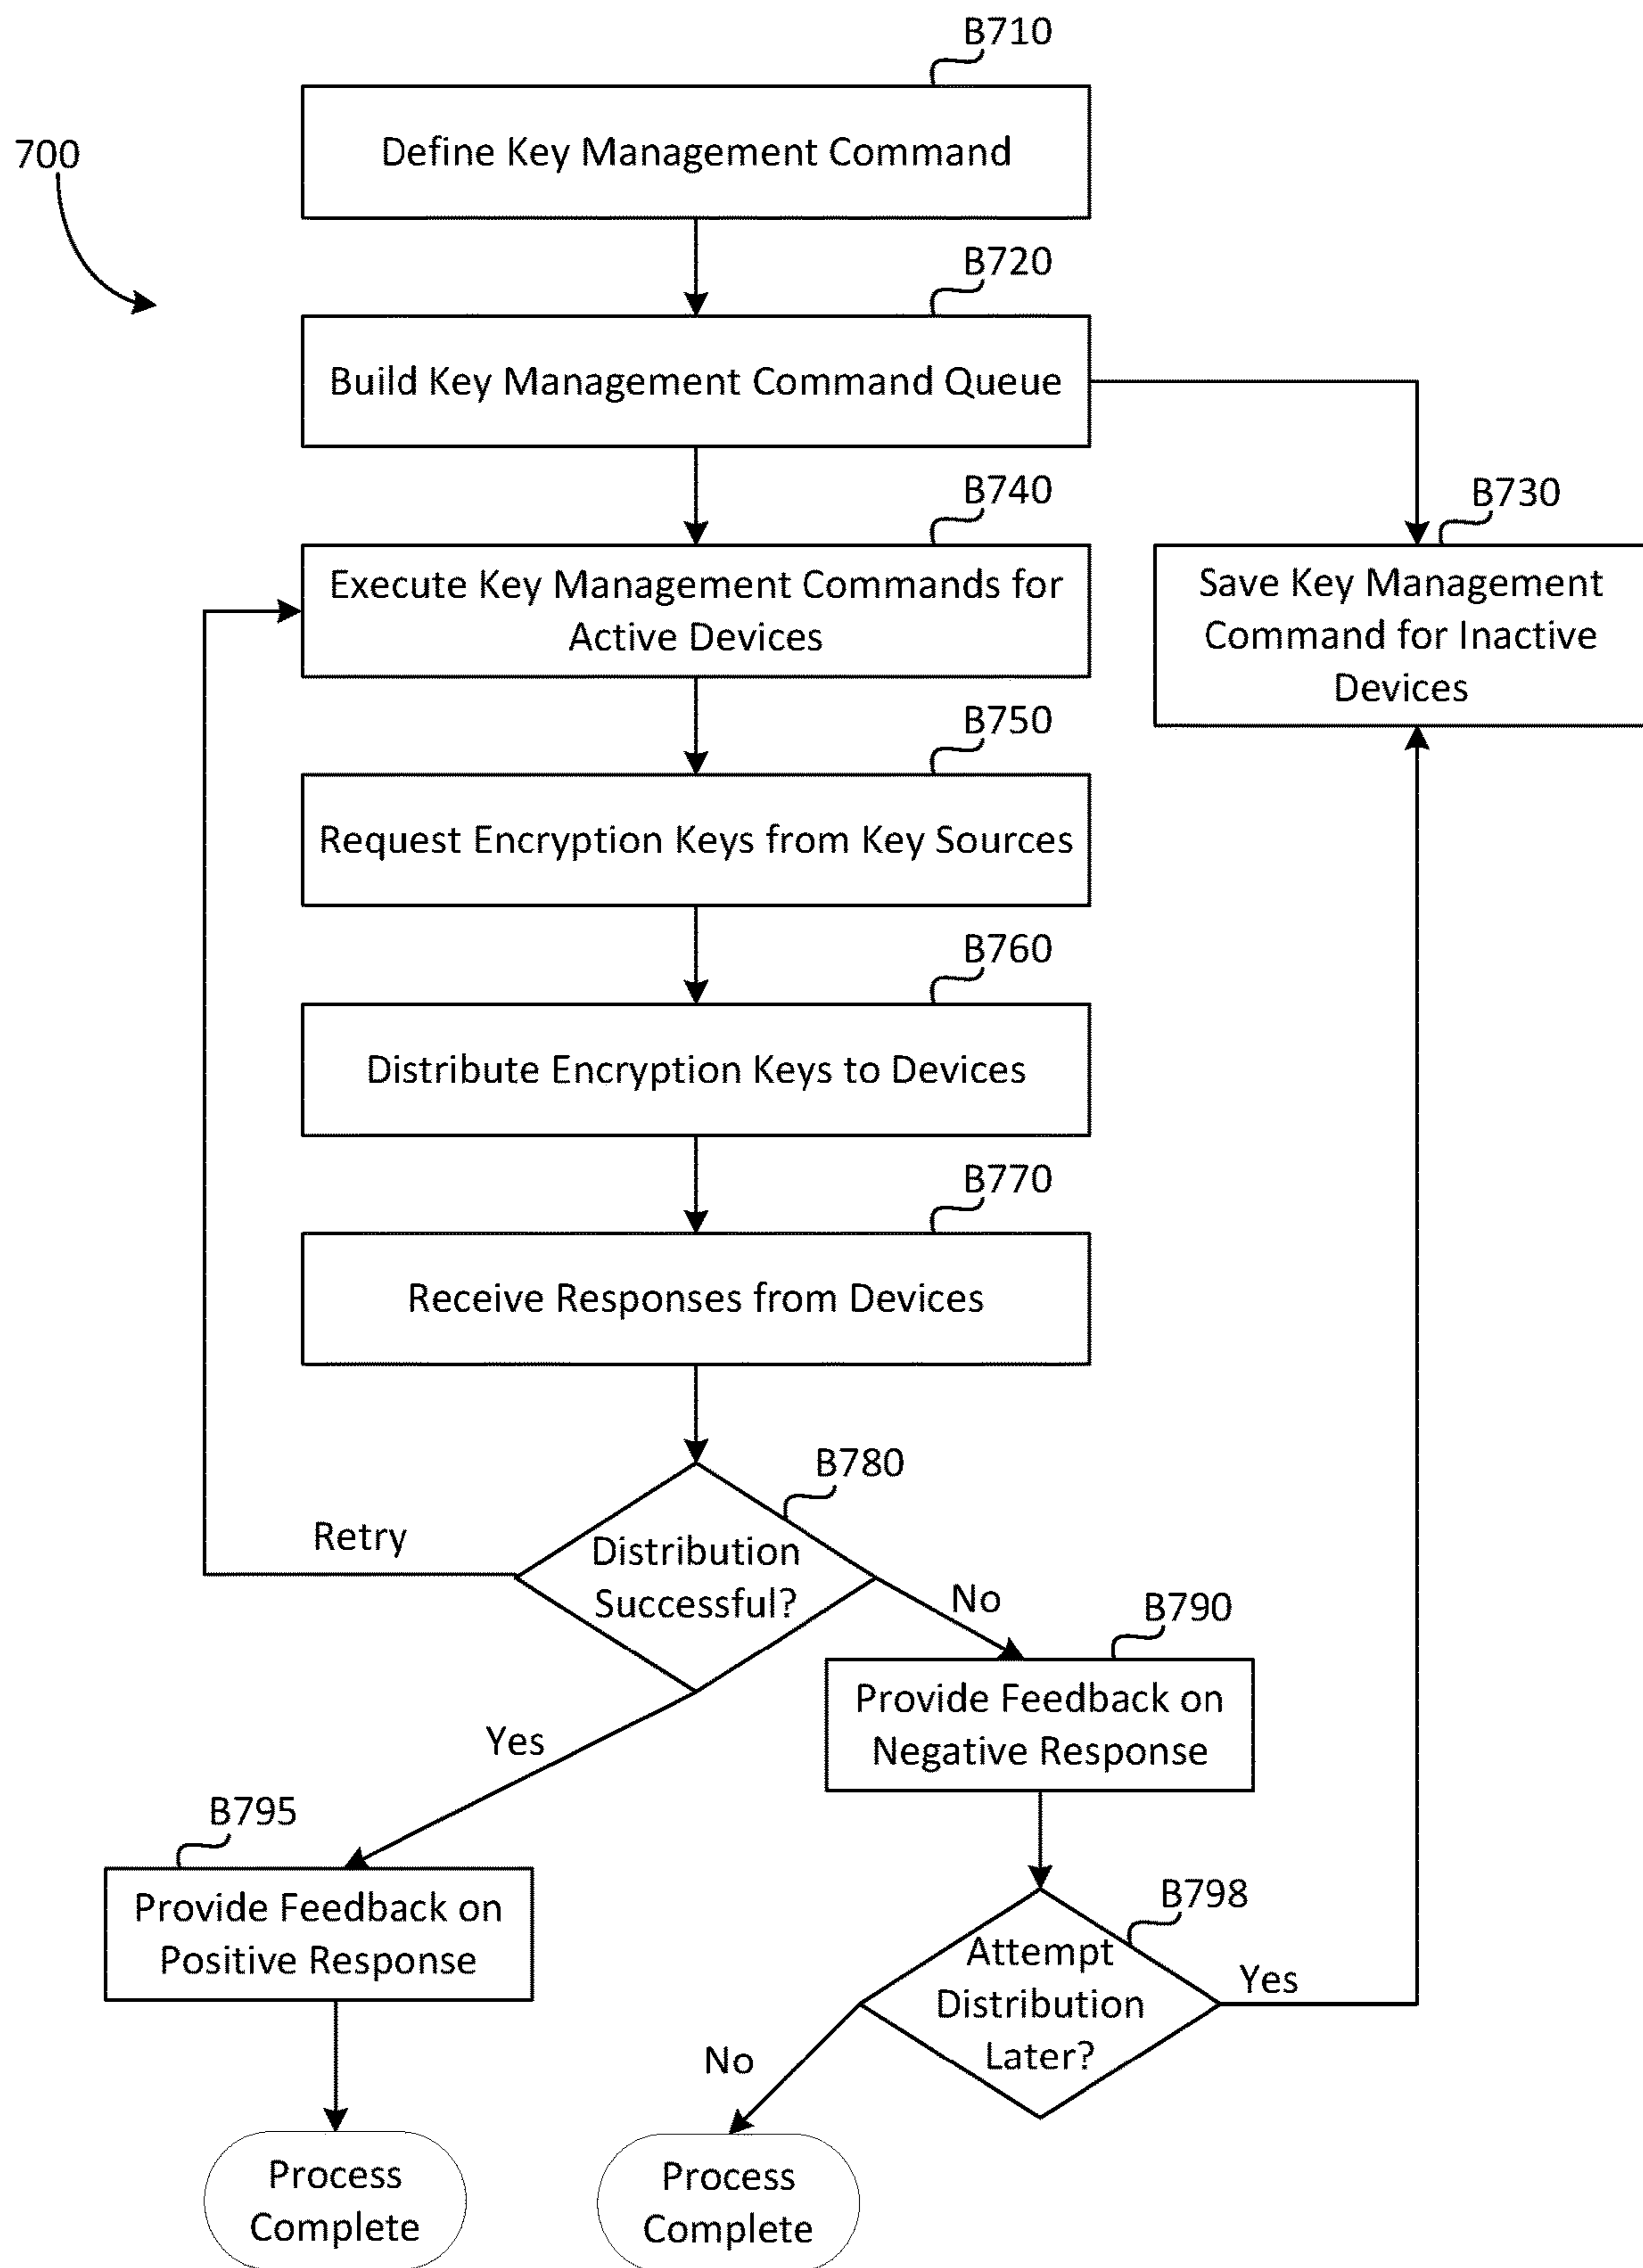 B710
700
Define Key Management Command
B720
Build Key Management Command Queue
B740
B730
Execute Key Management Commands for
Active Devices
Save Key Management
Command for Inactive
Devices
B750
Request Encryption Keys from Key Sources
B760
Distribute Encryption Keys to Devices
B770
Receive Responses from Devices
B780
Retry
Distribution
Successful?
No
B790
Provide Feedback on
Negative Response
Yes
B795
Provide Feedback on
Positive Response
B798
Attempt
Distribution
Later?
Yes
No
Process
Complete
Process
Complete